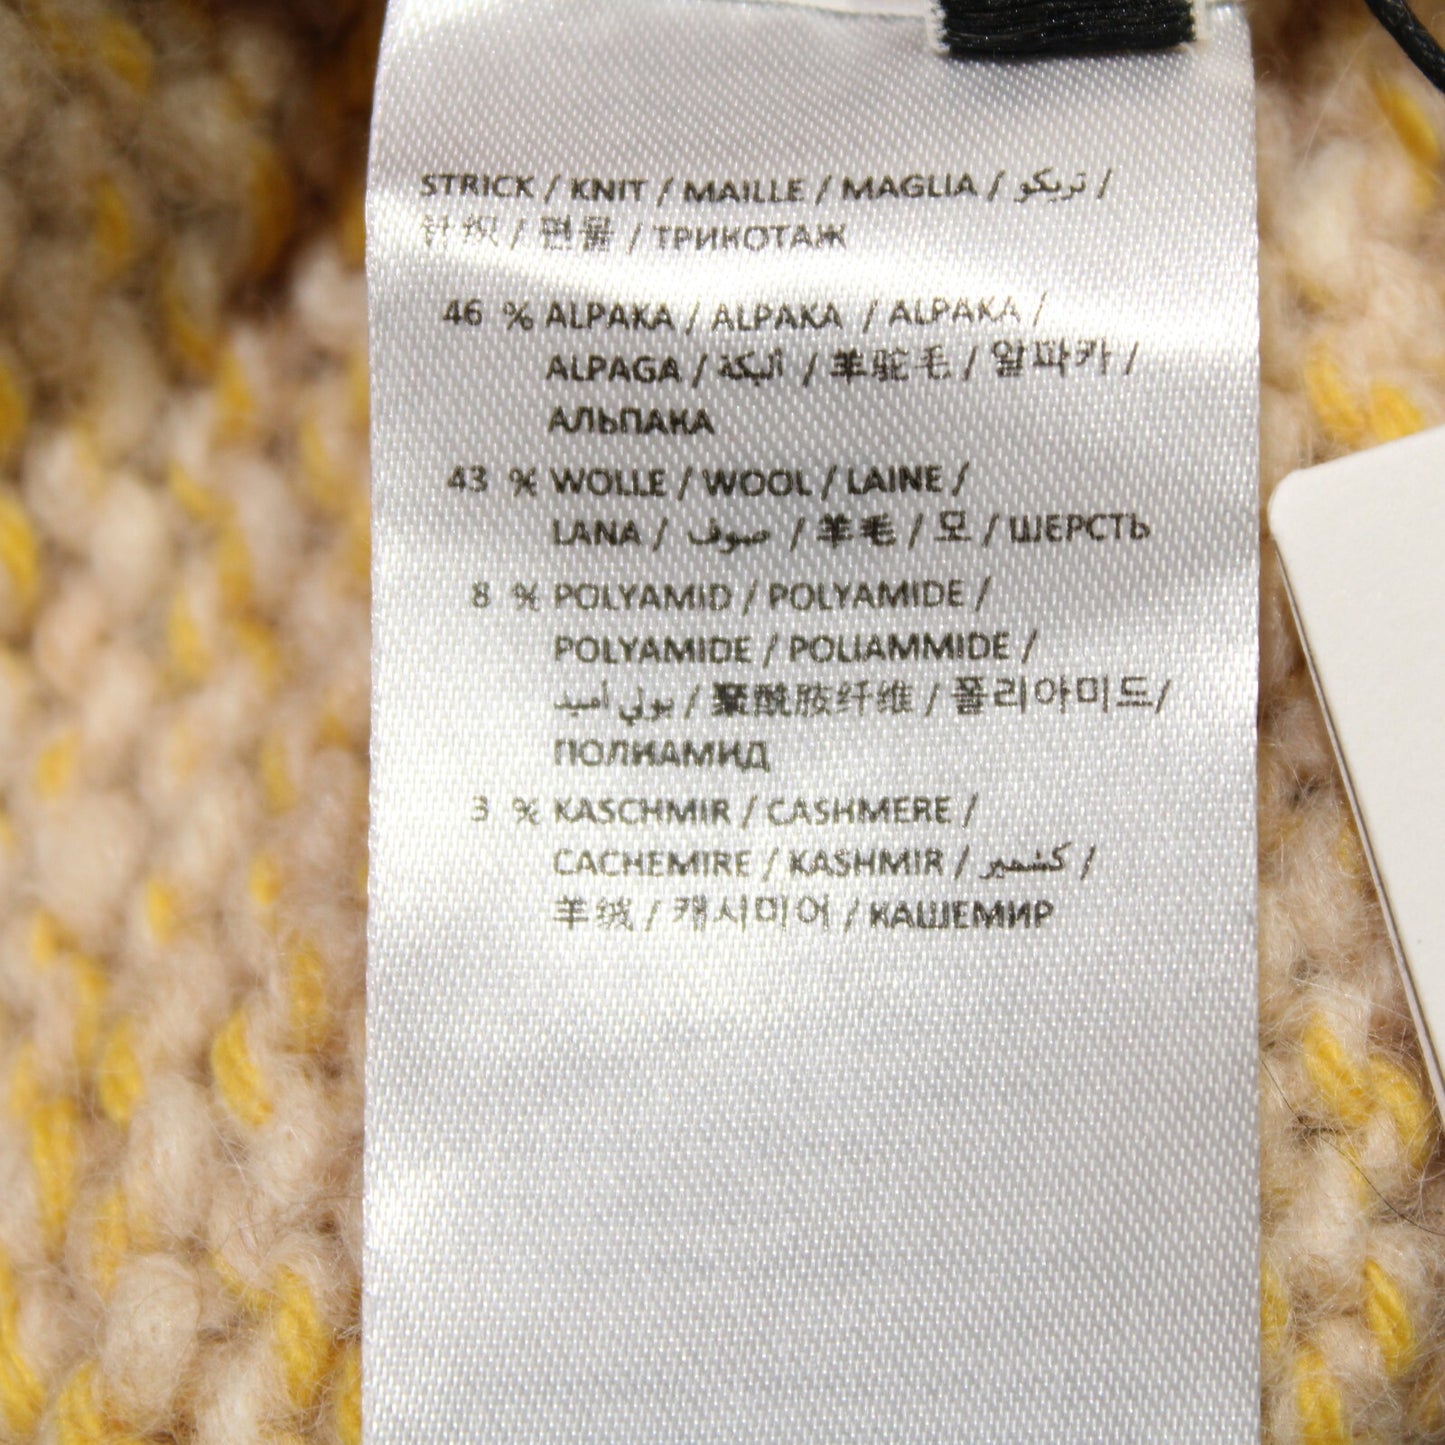 STRICK / KNIT / MAILLE / MAGLIA / تريكو /
针织 / 편물 / ТРИКОТАЖ
46 % ALPAKA / ALPAKA / ALPAKA /
ALPAGA / البكة / 羊驼毛 / 알파카 /
АЛЬПАКА
43 % WOLLE / WOOL / LAINE /
LANA / صوف / 羊毛 / 모 / ШЕРСТЬ
8 % POLYAMID / POLYAMIDE /
POLYAMIDE / POLIAMMIDE /
بولي أميد / 聚酰胺纤维 / 폴리아미드/
ПОЛИАМИД
3 % KASCHMIR / CASHMERE /
CACHEMIRE / KASHMIR / كشمير /
羊绒 / 캐시미어 / КАШЕМИР